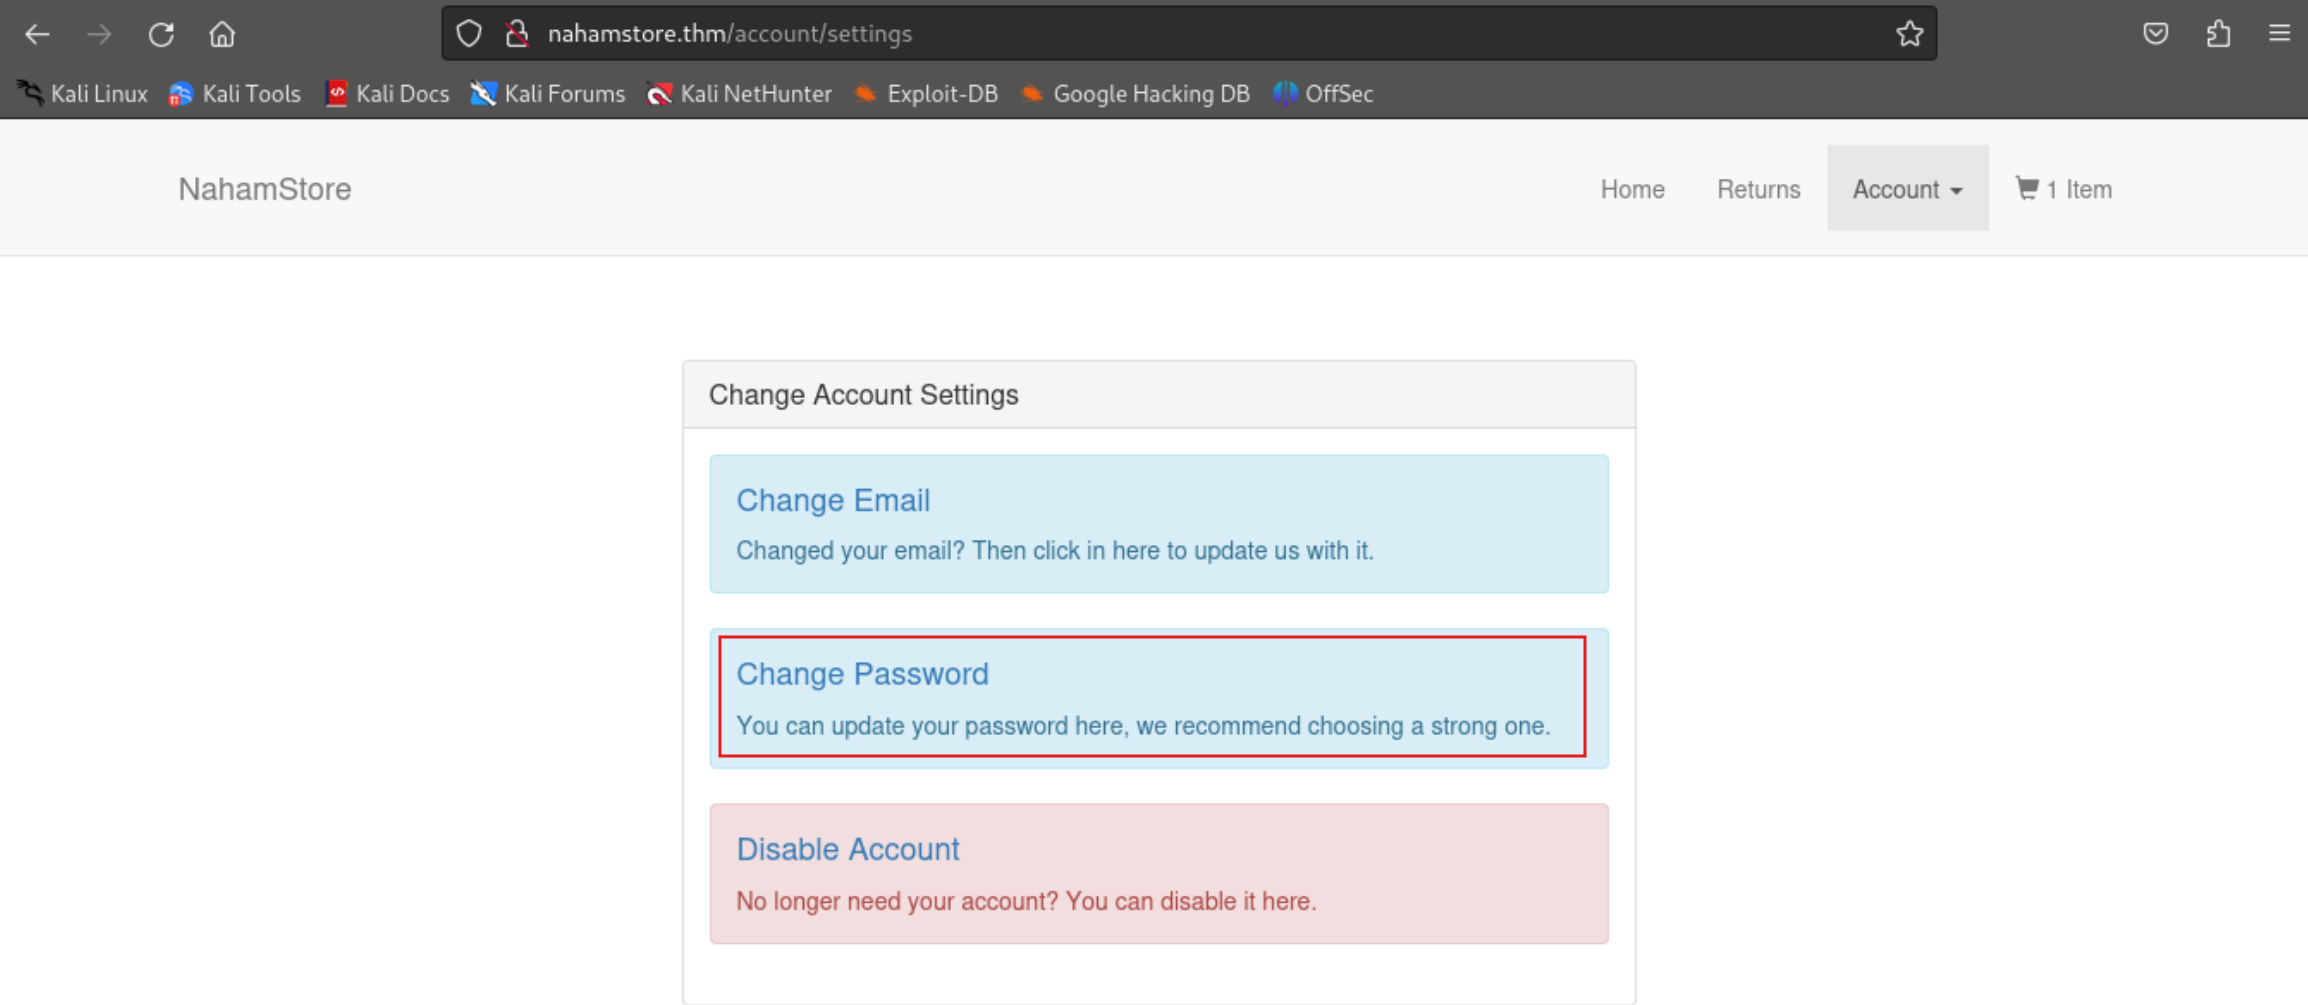 nahamstore.thm/account/settings
Kali Linux Kali Tools Kali Docs Kali Forums Kali NetHunter Exploit-DB Google Hacking DB OffSec
NahamStore Home Returns Account 1 Item
Change Account Settings
Change Email
Changed your email? Then click in here to update us with it.
Change Password
You can update your password here, we recommend choosing a strong one.
Disable Account
No longer need your account? You can disable it here.